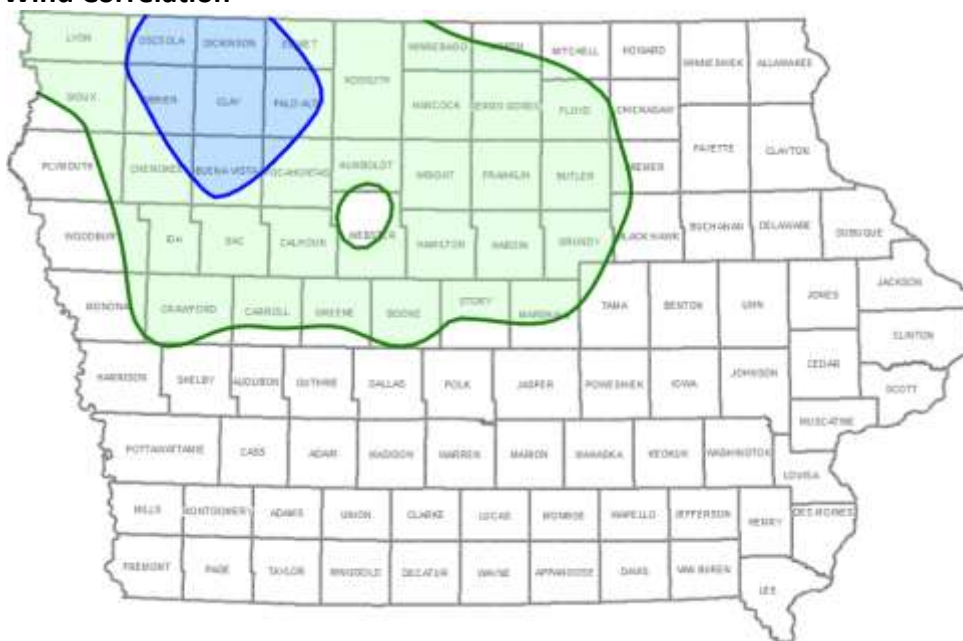 Wind Correlation
LYON OSCEOLA DICKINSON EMMET WINNEBAGO MITCHELL HOWARD WINNESHIEK ALLAMAKEE
KOSSUTH
SIOUX CLAY PALO ALTO HANCOCK CERRO GORDO FLOYD CHICKASAW
FAYETTE CLAYTON
PLYMOUTH CHEROKEE BUENA VISTA POCAHONTAS HUMBOLDT WRIGHT FRANKLIN BUTLER BREMER
WOODBURY IDA SAC CALHOUN WEBSTER HAMILTON HARDIN GRUNDY BLACK HAWK BUCHANAN DELAWARE DUBUQUE
JACKSON
MONONA CRAWFORD CARROLL GREENE BOONE STORY MARSHALL TAMA BENTON LINN JONES
CLINTON
HARRISON SHELBY AUDUBON GUTHRIE DALLAS POLK JASPER POWESHIEK IOWA JOHNSON CEDAR SCOTT
MUSCATINE
POTTAWATTAMIE CASS ADAIR MADISON WARREN MARION MAHASKA KEOKUK WASHINGTON
LOUISA
MILLS MONTGOMERY ADAMS UNION CLARKE LUCAS MONROE WAPELLO JEFFERSON HENRY DES MOINES
FREMONT PAGE TAYLOR RINGGOLD DECATUR WAYNE APPANOOSE DAVIS VAN BUREN
LEE